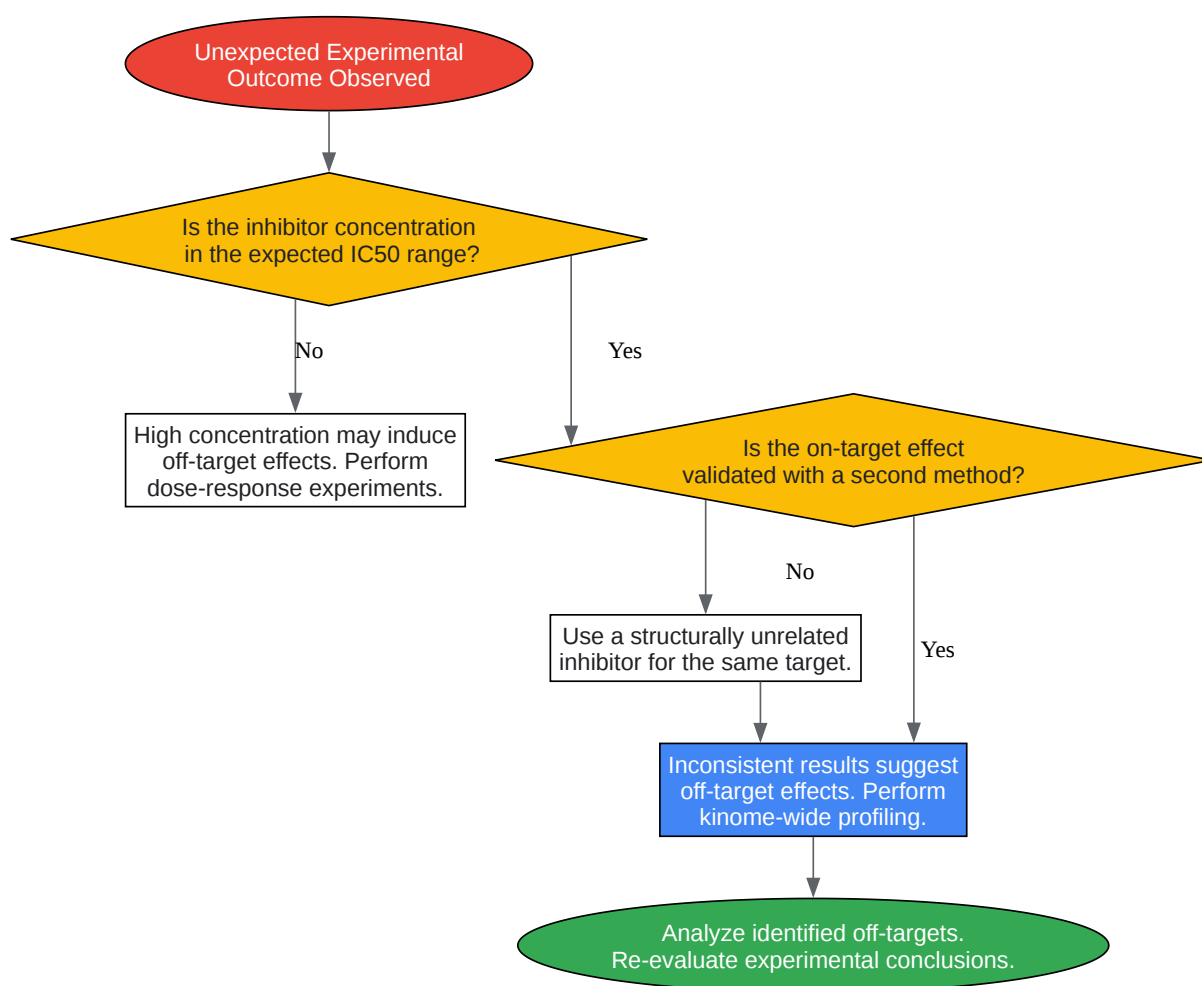 Unexpected Experimental
Outcome Observed
Is the inhibitor concentration
in the expected IC50 range?
No
Yes
High concentration may induce
off-target effects. Perform
dose-response experiments.
Is the on-target effect
validated with a second method?
No
Use a structurally unrelated
inhibitor for the same target.
Yes
Inconsistent results suggest
off-target effects. Perform
kinome-wide profiling.
Analyze identified off-targets.
Re-evaluate experimental conclusions.